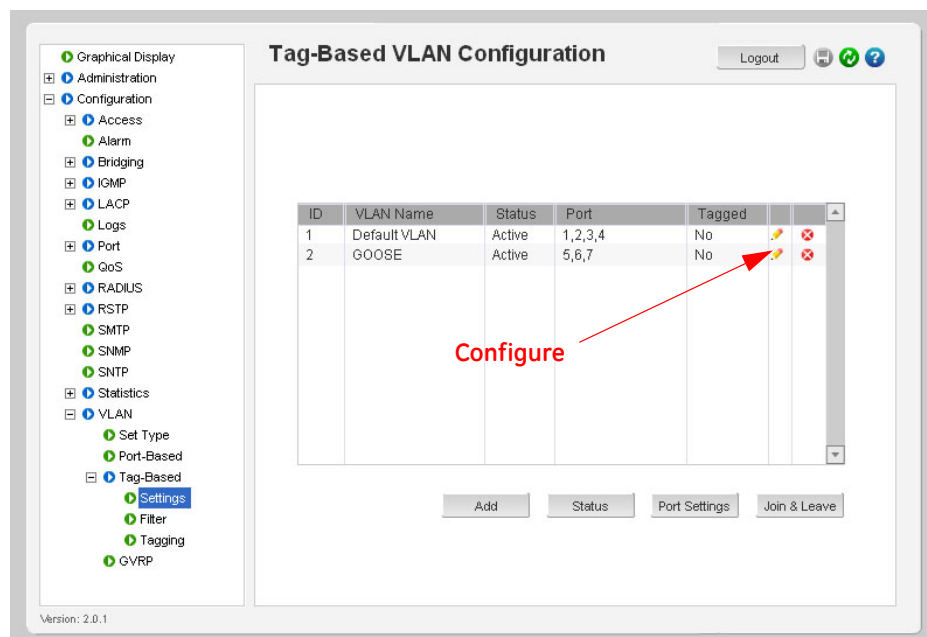 Tag-Based VLAN Configuration
Logout
Graphical Display
Administration
Configuration
Access
Alarm
Bridging
IGMP
LACP
Logs
Port
QoS
RADIUS
RSTP
SMTP
SNMP
SNTP
Statistics
VLAN
Set Type
Port-Based
Tag-Based
Settings
Filter
Tagging
GVRP
ID VLAN Name Status Port Tagged
1 Default VLAN Active 1,2,3,4 No
2 GOOSE Active 5,6,7 No
Configure
Add Status Port Settings Join & Leave
Version: 2.0.1